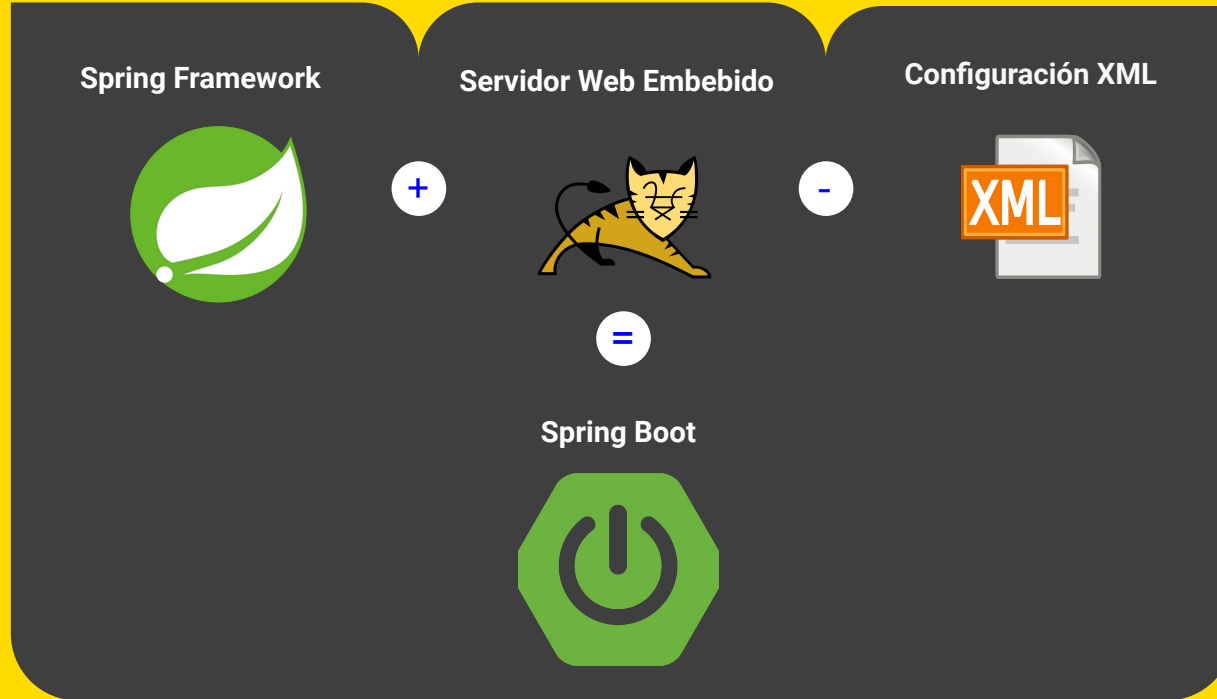 Spring Framework
Servidor Web Embebido
Configuración XML
+
-
XML
=
Spring Boot